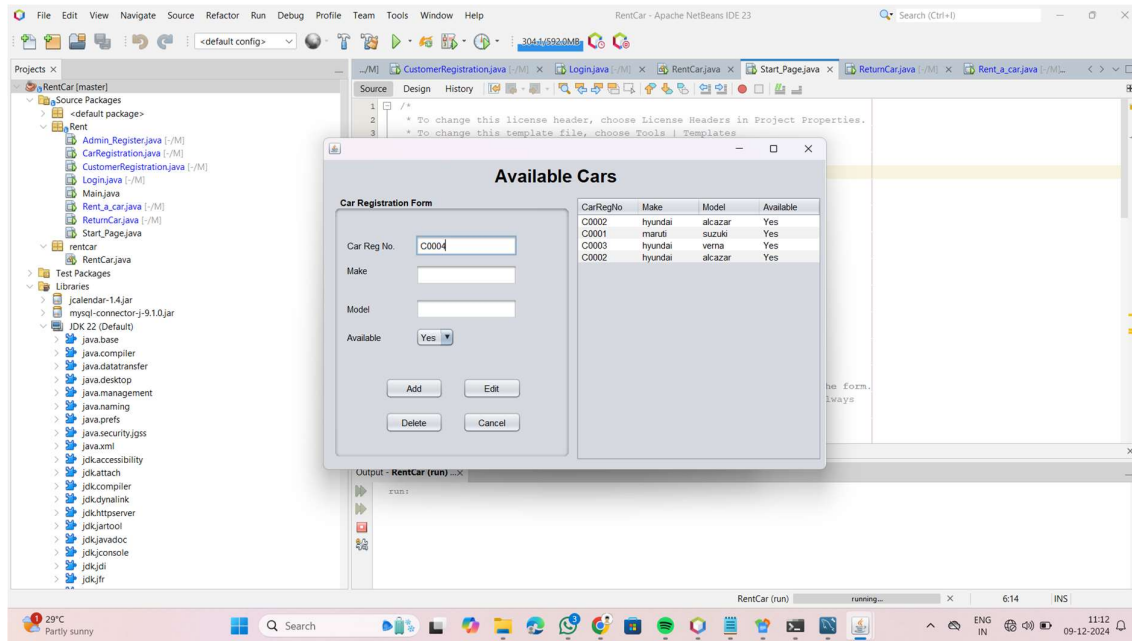 File Edit View Navigate Source Refactor Run Debug Profile Team Tools Window Help
RentCar - Apache NetBeans IDE 23
Search (Ctrl+I)
<default config>
304.1/592.0MB
Projects
RentCar [master]
Source Packages
<default package>
Rent
Admin_Register.java [-/M]
CarRegistration.java [-/M]
CustomerRegistration.java [-/M]
Login.java [-/M]
Main.java
Rent_a_car.java [-/M]
ReturnCar.java [-/M]
Start_Page.java
rentcar
RentCar.java
Test Packages
Libraries
jcalendar-1.4.jar
mysql-connector-j-9.1.0.jar
JDK 22 (Default)
java.base
java.compiler
java.datatransfer
java.desktop
java.management
java.naming
java.prefs
java.security.jgss
java.xml
jdk.accessibility
jdk.attach
jdk.compiler
jdk.dynalink
jdk.httpserver
jdk.jartool
jdk.javadoc
jdk.jconsole
jdk.jdi
jdk.jfr
.../M] CustomerRegistration.java [-/M] Login.java [-/M] RentCar.java Start_Page.java ReturnCar.java [-/M] Rent_a_car.java [-/M]...
Source Design History
1 /*
2 * To change this license header, choose License Headers in Project Properties.
3 * To change this template file, choose Tools | Templates
he form.
lways
Available Cars
Car Registration Form
Car Reg No. C0004
Make
Model
Available Yes
Add Edit
Delete Cancel
CarRegNo Make Model Available
C0002 hyundai alcazar Yes
C0001 maruti suzuki Yes
C0003 hyundai verna Yes
C0002 hyundai alcazar Yes
Output - RentCar (run) ...
run:
RentCar (run) running... 6:14 INS
1
29°C
Partly sunny
Search
ENG
IN
11:12
09-12-2024